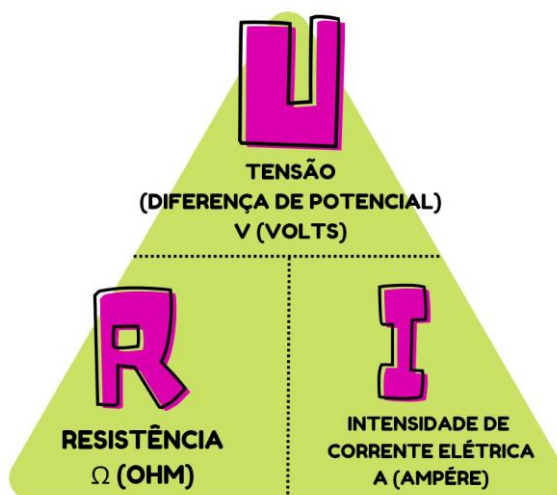 U
TENSÃO
(DIFERENÇA DE POTENCIAL)
V (VOLTS)
R
RESISTÊNCIA
Ω (OHM)
I
INTENSIDADE DE
CORRENTE ELÉTRICA
A (AMPÉRE)